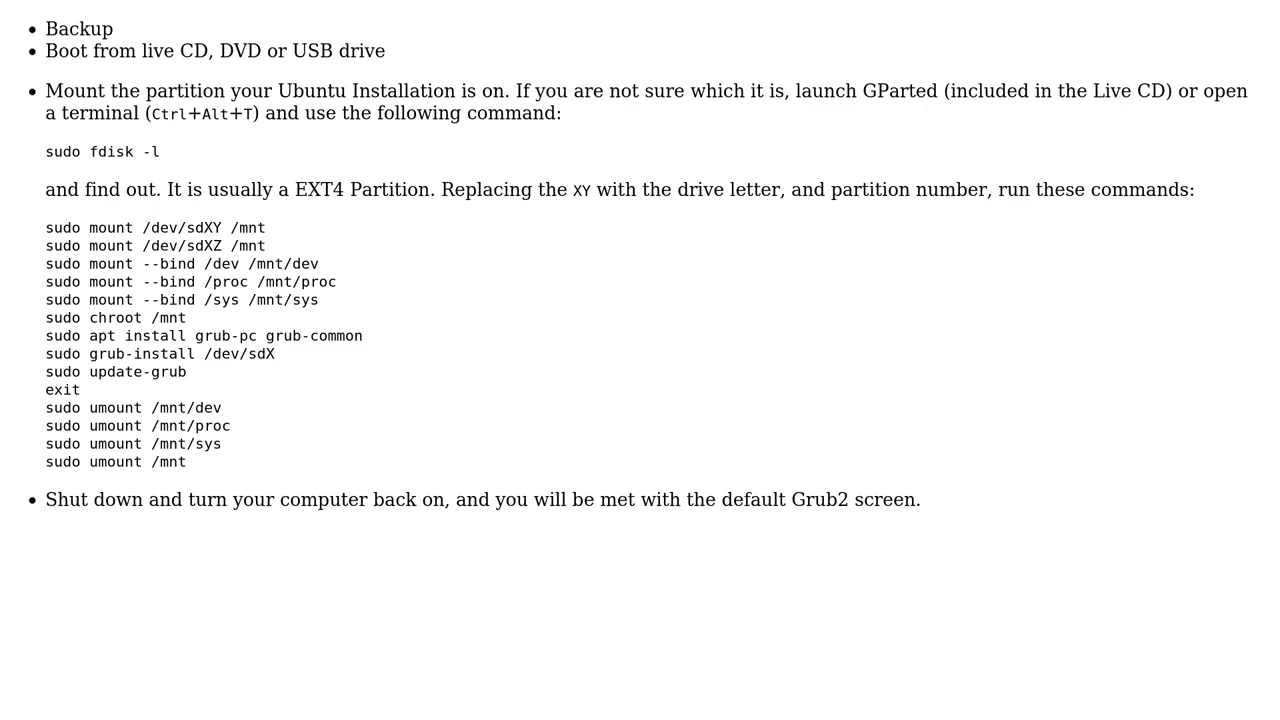 • Backup
• Boot from live CD, DVD or USB drive
• Mount the partition your Ubuntu Installation is on. If you are not sure which it is, launch GParted (included in the Live CD) or open
a terminal (Ctrl+Alt+T) and use the following command:
sudo fdisk -l
and find out. It is usually a EXT4 Partition. Replacing the XY with the drive letter, and partition number, run these commands:
sudo mount /dev/sdXY /mnt
sudo mount /dev/sdXZ /mnt
sudo mount --bind /dev /mnt/dev
sudo mount --bind /proc /mnt/proc
sudo mount --bind /sys /mnt/sys
sudo chroot /mnt
sudo apt install grub-pc grub-common
sudo grub-install /dev/sdX
sudo update-grub
exit
sudo umount /mnt/dev
sudo umount /mnt/proc
sudo umount /mnt/sys
sudo umount /mnt
• Shut down and turn your computer back on, and you will be met with the default Grub2 screen.